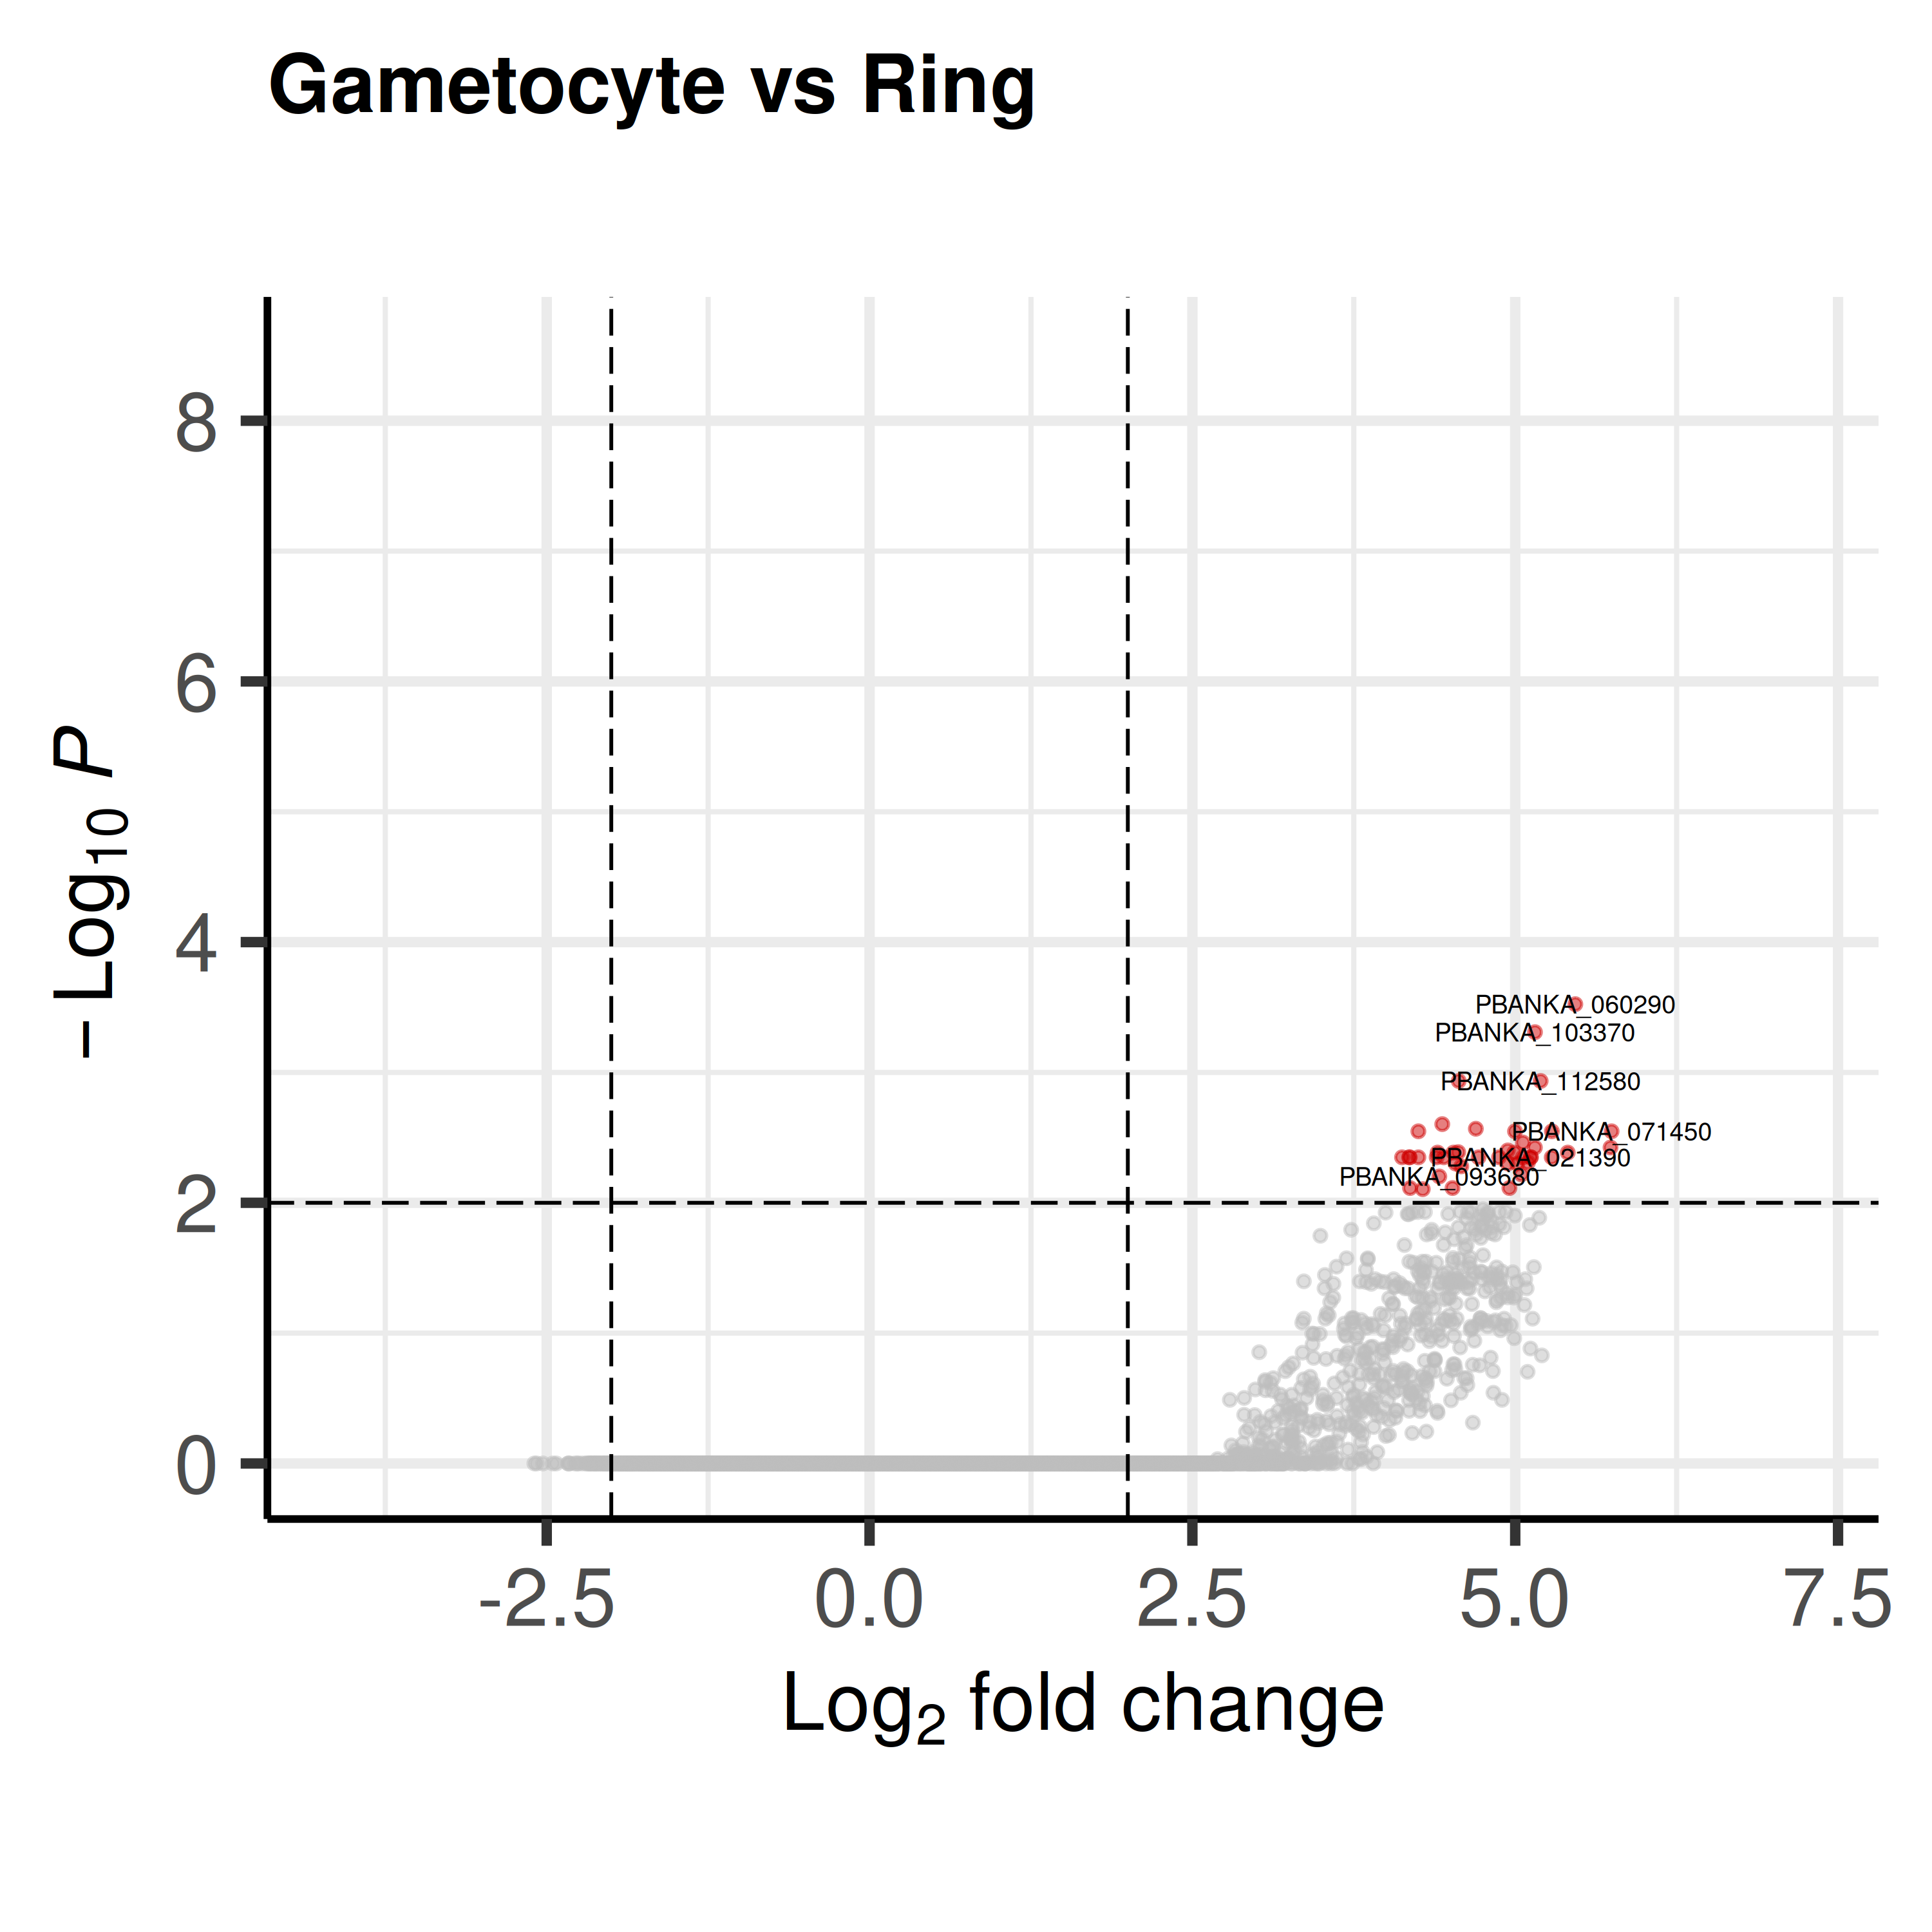 Gametocyte vs Ring
− Log10 P
8
6
4
2
0
PBANKA_060290
PBANKA_103370
PBANKA_112580
PBANKA_071450
PBANKA_021390
PBANKA_093680
-2.5 0.0 2.5 5.0 7.5
Log2 fold change